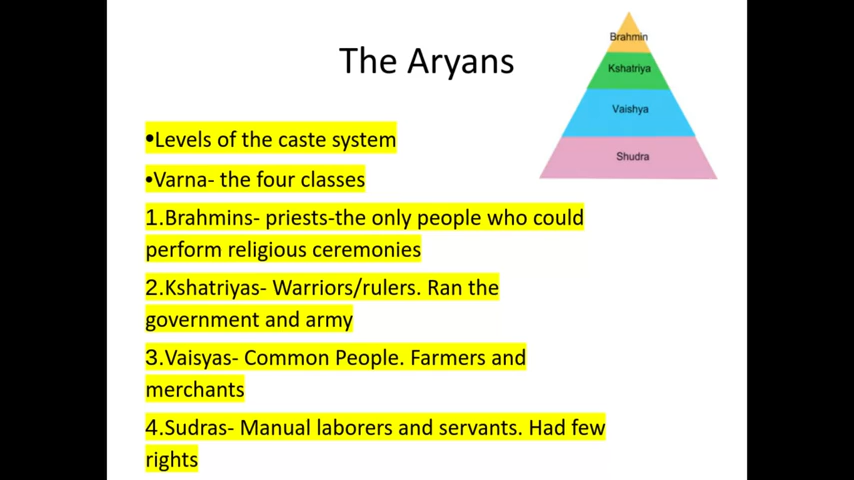 The Aryans
Brahmin
Kshatriya
Vaishya
Shudra
•Levels of the caste system
•Varna- the four classes
1.Brahmins- priests-the only people who could
perform religious ceremonies
2.Kshatriyas- Warriors/rulers. Ran the
government and army
3.Vaisyas- Common People. Farmers and
merchants
4.Sudras- Manual laborers and servants. Had few
rights